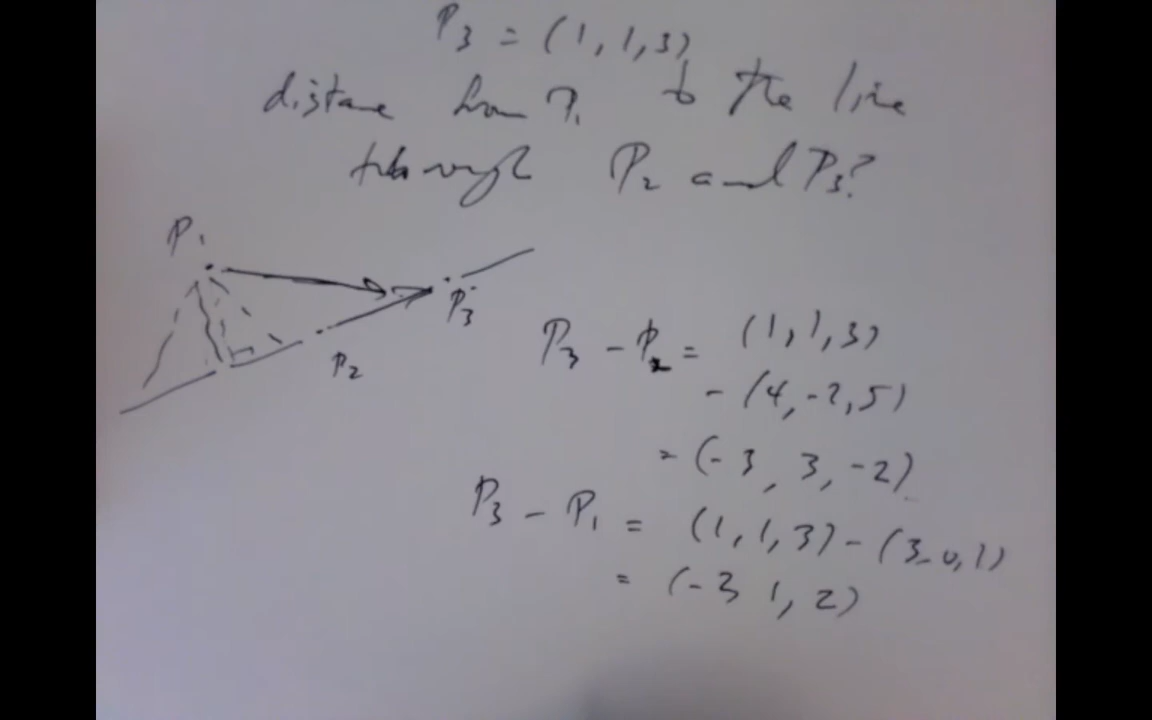 P3 = (1, 1, 3)
distance from P1 to the line
through P2 and P3?
P1
P3
P2
P3 - P2 = (1, 1, 3)
- (4, -2, 5)
= (-3, 3, -2)
P3 - P1 = (1, 1, 3) - (3, 0, 1)
= (-2 1, 2)